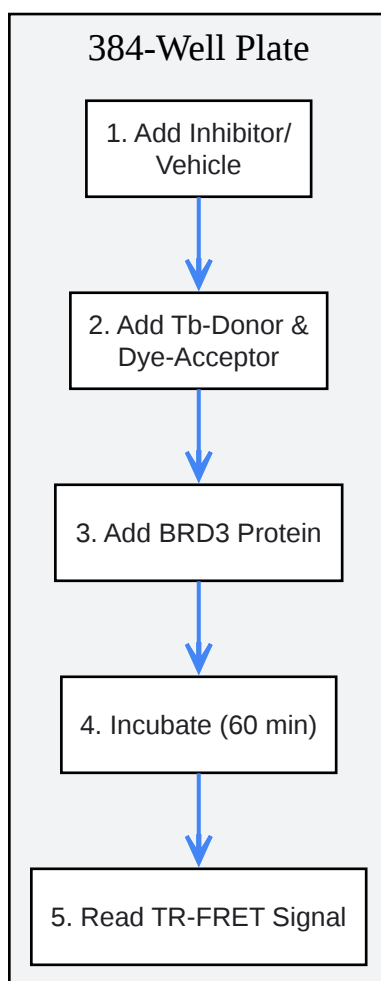 384-Well Plate
1. Add Inhibitor/
Vehicle
2. Add Tb-Donor &
Dye-Acceptor
3. Add BRD3 Protein
4. Incubate (60 min)
5. Read TR-FRET Signal